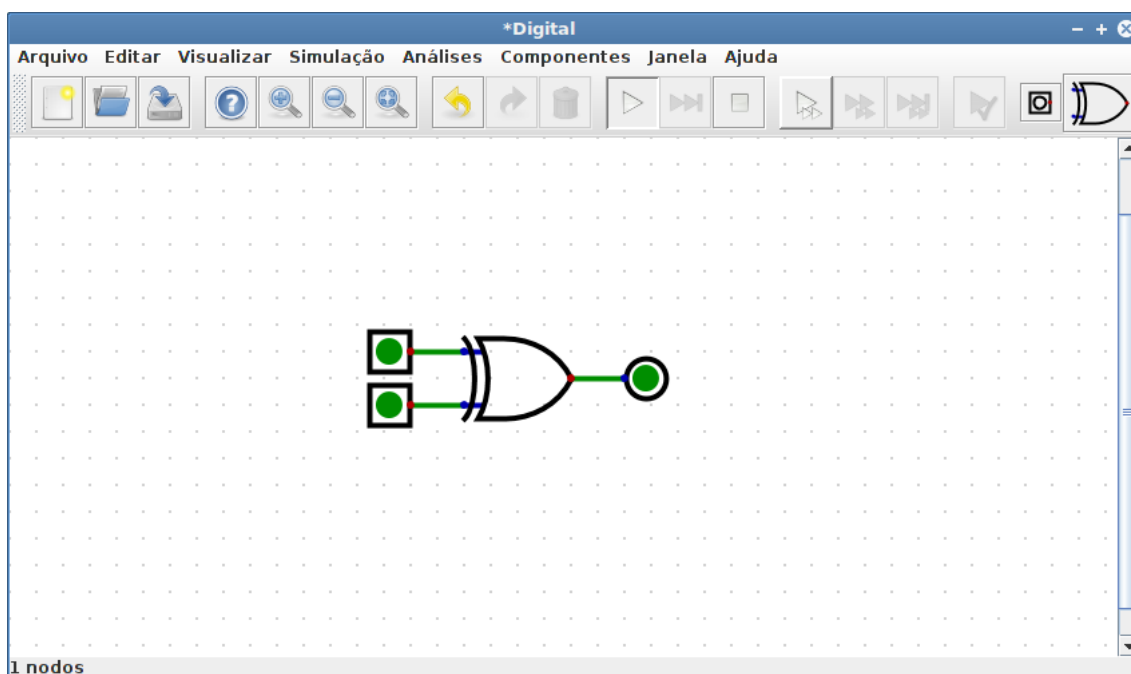 *Digital
Arquivo Editar Visualizar Simulação Análises Componentes Janela Ajuda
1 nodos